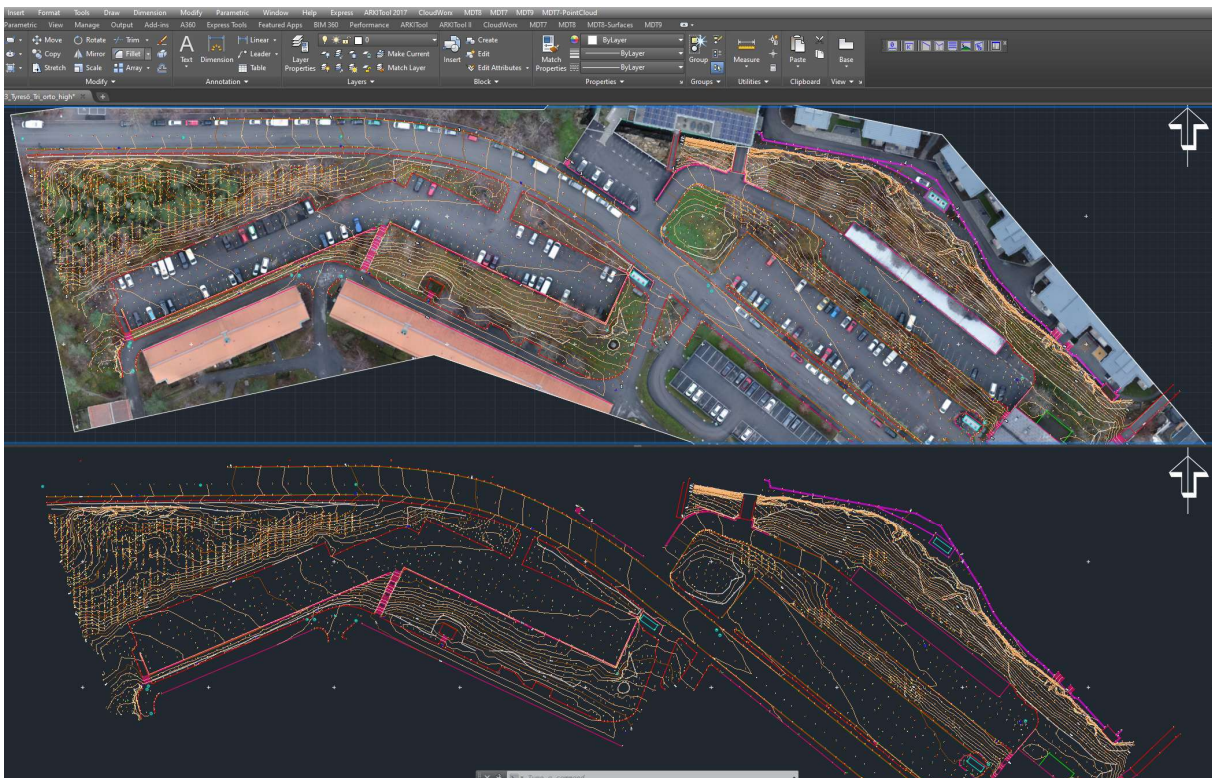 Insert Format Tools Draw Dimension Modify Parametric Window Help Express ARKITool 2017 CloudWorx MDT8 MDT7 MDT9 MDT7-PointCloud
Parametric View Manage Output Add-ins A360 Express Tools Featured Apps BIM 360 Performance ARKITool ARKITool II CloudWorx MDT7 MDT8 MDT8-Surfaces MDT9
Move Rotate Trim
Copy Mirror Fillet
Stretch Scale Array
Modify
Text Dimension
Linear
Leader
Table
Annotation
Layer Properties
0
Make Current
Match Layer
Layers
Insert
Create
Edit
Edit Attributes
Block
Match Properties
ByLayer
ByLayer
ByLayer
Properties
Group
Groups
Measure
Utilities
Paste
Clipboard
Base
View
3_Tyresö_Tri_orto_high*
Type a command